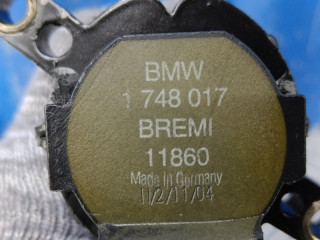 BMW
1 748 017
BREMI
11860
Made in Germany
11/2/11/04